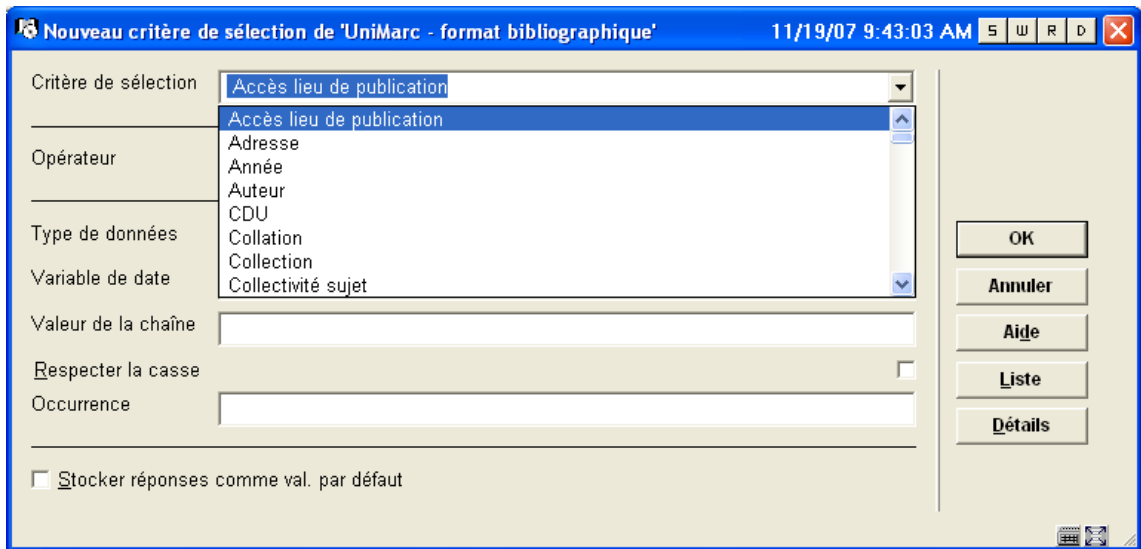 Nouveau critère de sélection de 'UniMarc - format bibliographique' 11/19/07 9:43:03 AM S W R D
Critère de sélection Accès lieu de publication
Accès lieu de publication
Adresse
Opérateur
Année
Auteur
CDU
Type de données
Collation
Collection
Variable de date
Collectivité sujet
Valeur de la chaîne
Respecter la casse
Occurrence
Stocker réponses comme val. par défaut
OK
Annuler
Aide
Liste
Détails